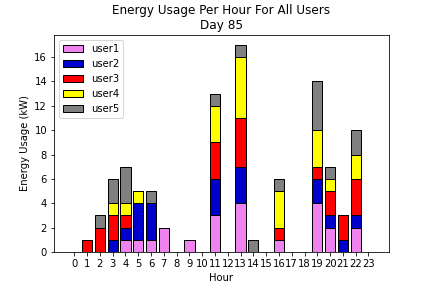 Energy Usage Per Hour For All Users
Day 85
user1
user2
user3
user4
user5
Energy Usage (kW)
16
14
12
10
8
6
4
2
0
0 1 2 3 4 5 6 7 8 9 10 11 12 13 14 15 16 17 18 19 20 21 22 23
Hour